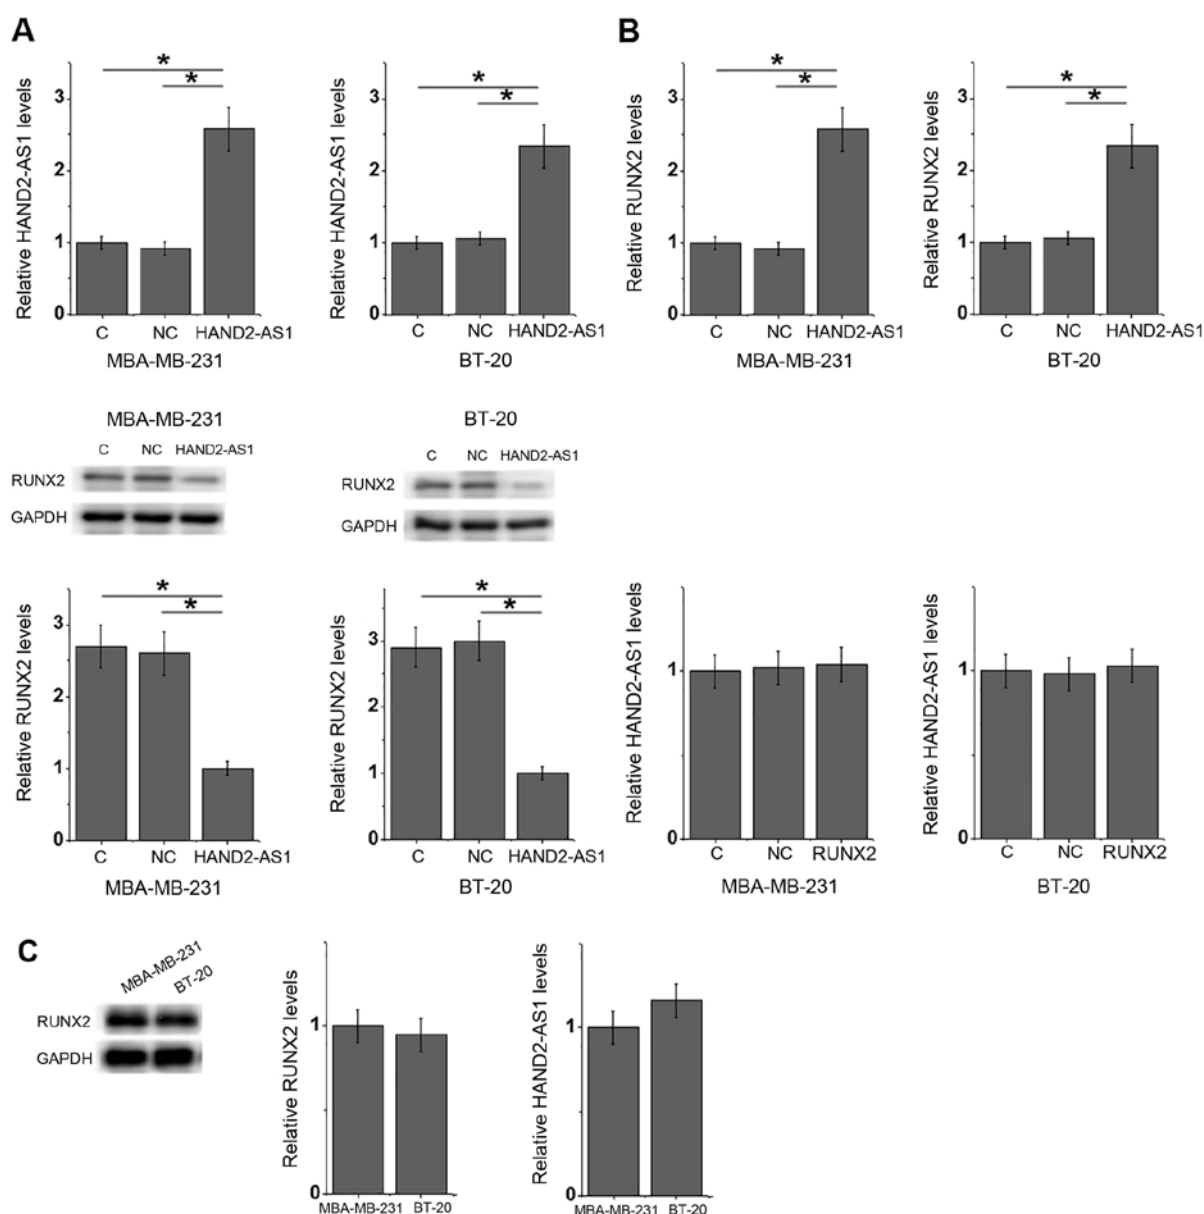 A
B
*
*
*
*
*
*
*
*
Relative HAND2-AS1 levels
3
2
1
0
C NC HAND2-AS1
MBA-MB-231
Relative HAND2-AS1 levels
3
2
1
0
C NC HAND2-AS1
BT-20
Relative RUNX2 levels
3
2
1
0
C NC HAND2-AS1
MBA-MB-231
Relative RUNX2 levels
3
2
1
0
C NC HAND2-AS1
BT-20
MBA-MB-231
C NC HAND2-AS1
RUNX2
GAPDH
BT-20
C NC HAND2-AS1
RUNX2
GAPDH
*
*
Relative RUNX2 levels
3
2
1
0
C NC HAND2-AS1
MBA-MB-231
*
*
Relative RUNX2 levels
3
2
1
0
C NC HAND2-AS1
BT-20
Relative HAND2-AS1 levels
1
0
C NC RUNX2
MBA-MB-231
Relative HAND2-AS1 levels
1
0
C NC RUNX2
BT-20
C
MBA-MB-231
BT-20
RUNX2
GAPDH
Relative RUNX2 levels
1
0
MBA-MB-231 BT-20
Relative HAND2-AS1 levels
1
0
MBA-MB-231 BT-20